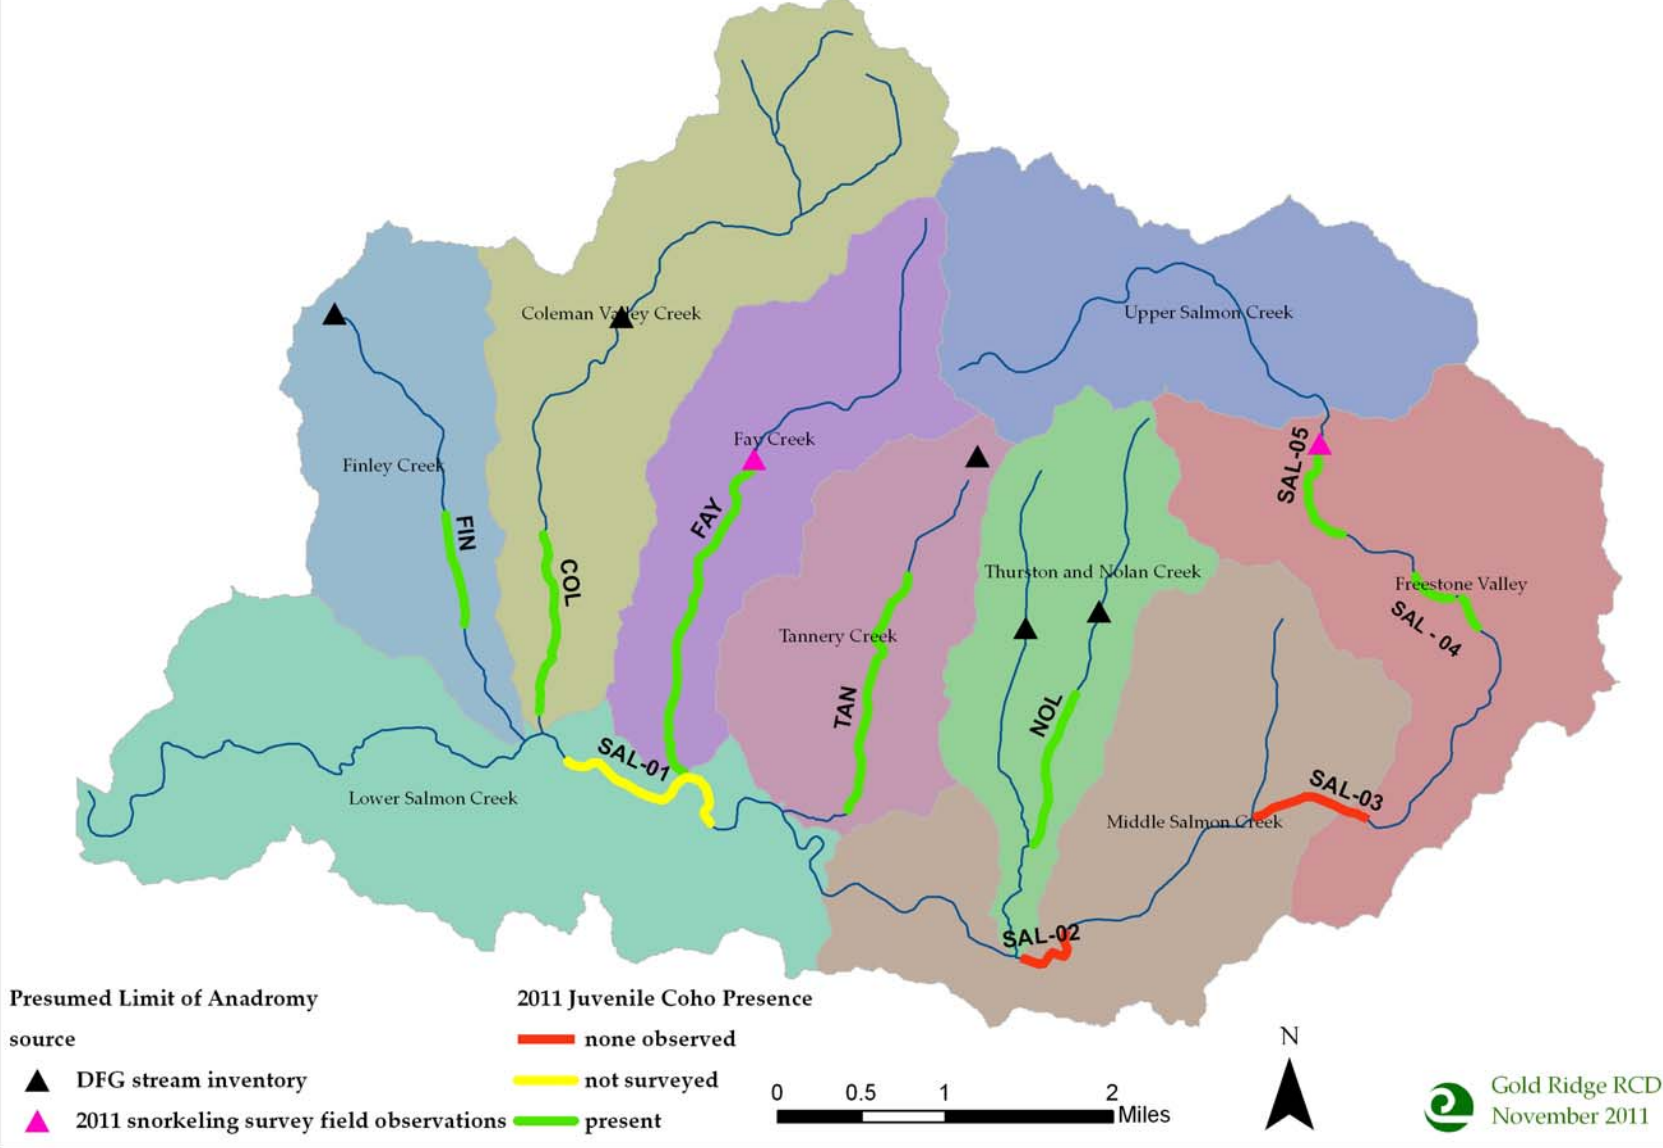 Coleman Valley Creek
Upper Salmon Creek
Fay Creek
Finley Creek
SAL-05
FAY
FIN
COL
Thurston and Nolan Creek
Freestone Valley
SAL - 04
Tannery Creek
TAN
NOL
SAL-01
Lower Salmon Creek
SAL-03
Middle Salmon Creek
SAL-02
Presumed Limit of Anadromy
source
DFG stream inventory
2011 snorkeling survey field observations
2011 Juvenile Coho Presence
none observed
not surveyed
present
0 0.5 1 2
Miles
N
Gold Ridge RCD
November 2011